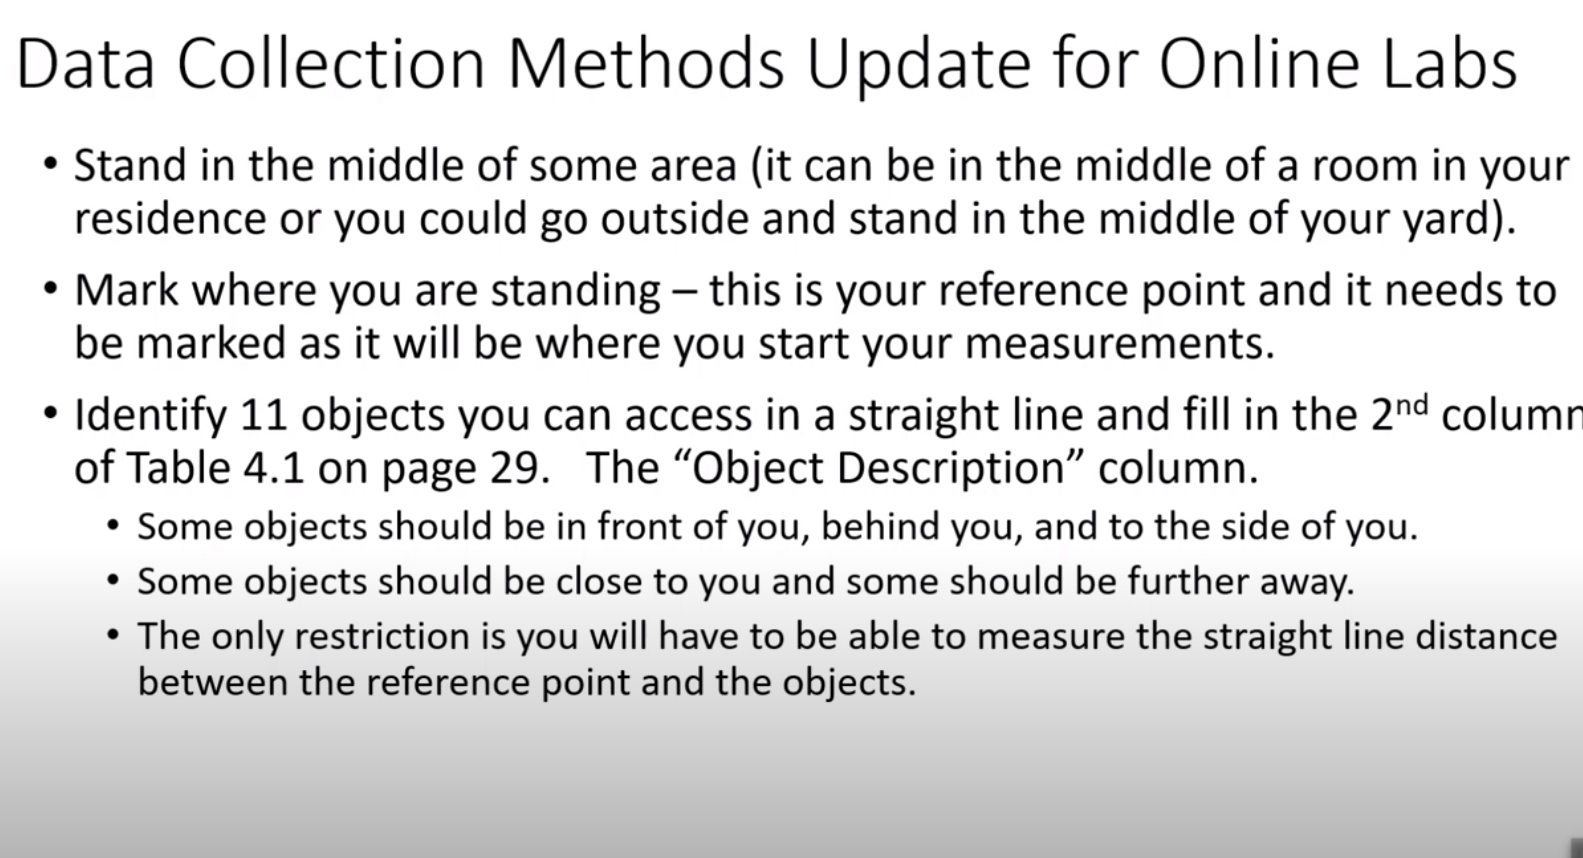 Data Collection Methods Update for Online Labs
• Stand in the middle of some area (it can be in the middle of a room in your
residence or you could go outside and stand in the middle of your yard).
• Mark where you are standing – this is your reference point and it needs to
be marked as it will be where you start your measurements.
• Identify 11 objects you can access in a straight line and fill in the 2nd column
of Table 4.1 on page 29.   The “Object Description” column.
• Some objects should be in front of you, behind you, and to the side of you.
• Some objects should be close to you and some should be further away.
• The only restriction is you will have to be able to measure the straight line distance
between the reference point and the objects.